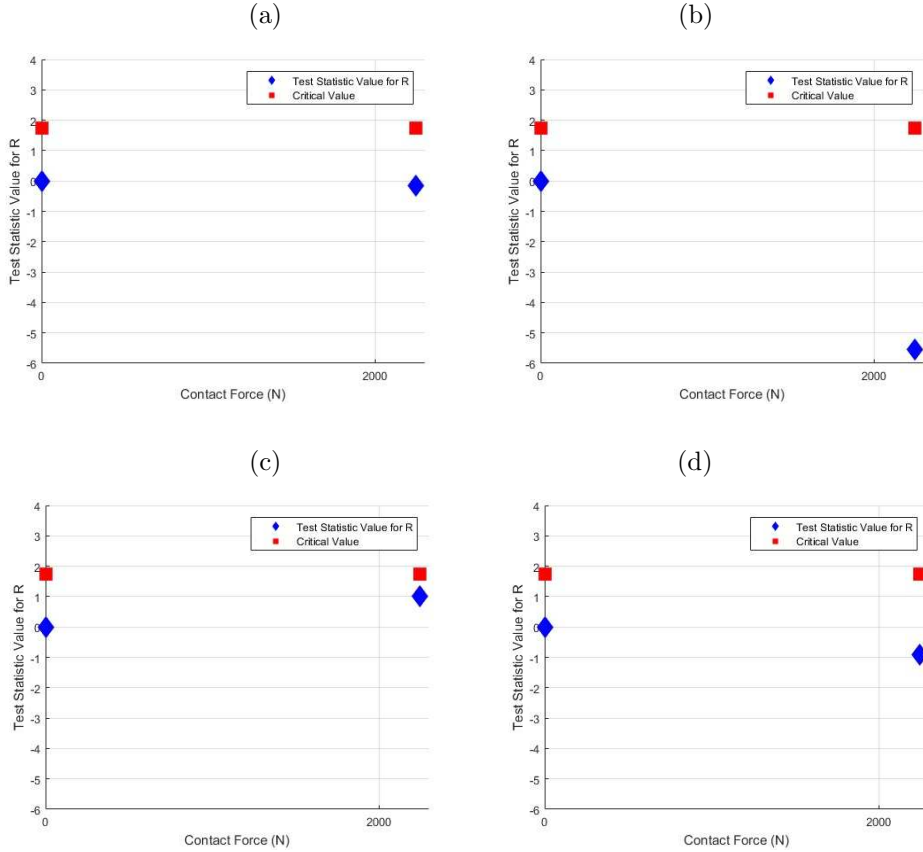 (a)
(b)
Test Statistic Value for R
Critical Value
4
3
2
1
0
-1
-2
-3
-4
-5
-6
0
2000
Contact Force (N)
Test Statistic Value for R
Test Statistic Value for R
Critical Value
4
3
2
1
0
-1
-2
-3
-4
-5
-6
0
2000
Contact Force (N)
Test Statistic Value for R
(c)
(d)
Test Statistic Value for R
Critical Value
4
3
2
1
0
-1
-2
-3
-4
-5
-6
0
2000
Contact Force (N)
Test Statistic Value for R
Test Statistic Value for R
Critical Value
4
3
2
1
0
-1
-2
-3
-4
-5
-6
0
2000
Contact Force (N)
Test Statistic Value for R